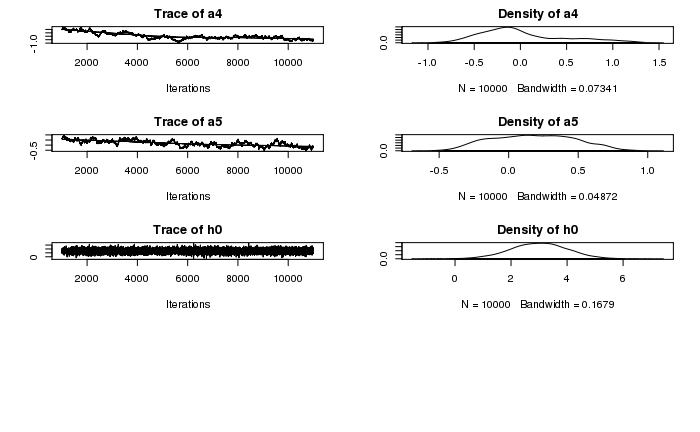 Trace of a4
-1.0
2000 4000 6000 8000 10000
Iterations
Density of a4
0.0
-1.0 -0.5 0.0 0.5 1.0 1.5
N = 10000 Bandwidth = 0.07341
Trace of a5
-0.5
2000 4000 6000 8000 10000
Iterations
Density of a5
0.0
-0.5 0.0 0.5 1.0
N = 10000 Bandwidth = 0.04872
Trace of h0
0
2000 4000 6000 8000 10000
Iterations
Density of h0
0.0
0 2 4 6
N = 10000 Bandwidth = 0.1679